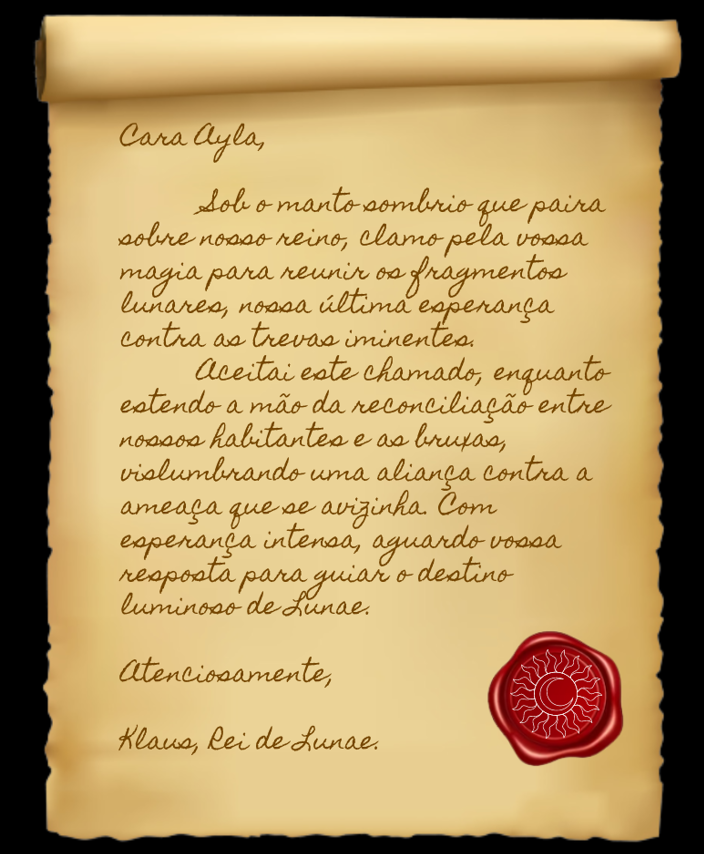 Cara Ayla,
Sob o manto sombrio que paira
sobre nosso reino, clamo pela vossa
magia para reunir os fragmentos
lunares, nossa última esperança
contra as trevas iminentes.
Aceitai este chamado, enquanto
estendo a mão da reconciliação entre
nossos habitantes e as bruxas,
vislumbrando uma aliança contra a
ameaça que se avizinha. Com
esperança intensa, aguardo vossa
resposta para guiar o destino
luminoso de Lunae.
Atenciosamente,
Klaus, Rei de Lunae.